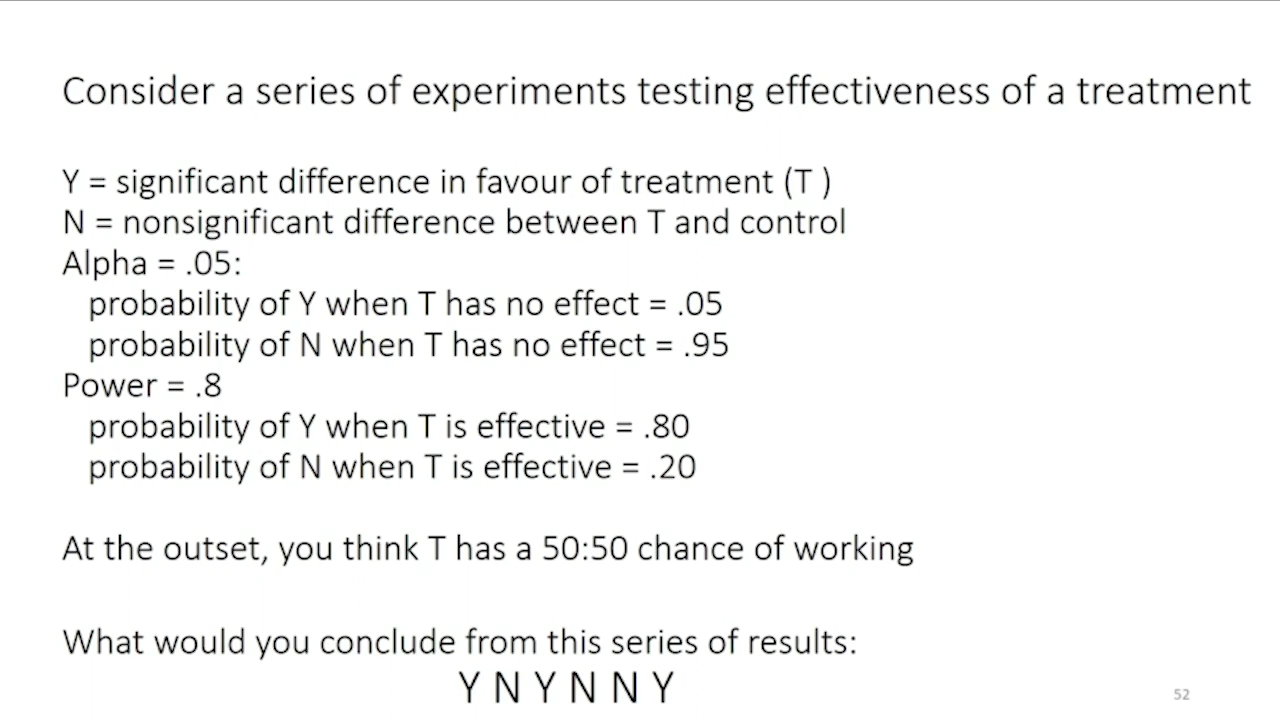 Consider a series of experiments testing effectiveness of a treatment
Y = significant difference in favour of treatment (T )
N = nonsignificant difference between T and control
Alpha = .05:
probability of Y when T has no effect = .05
probability of N when T has no effect = .95
Power = .8
probability of Y when T is effective = .80
probability of N when T is effective = .20
At the outset, you think T has a 50:50 chance of working
What would you conclude from this series of results:
Y N Y N N Y
52